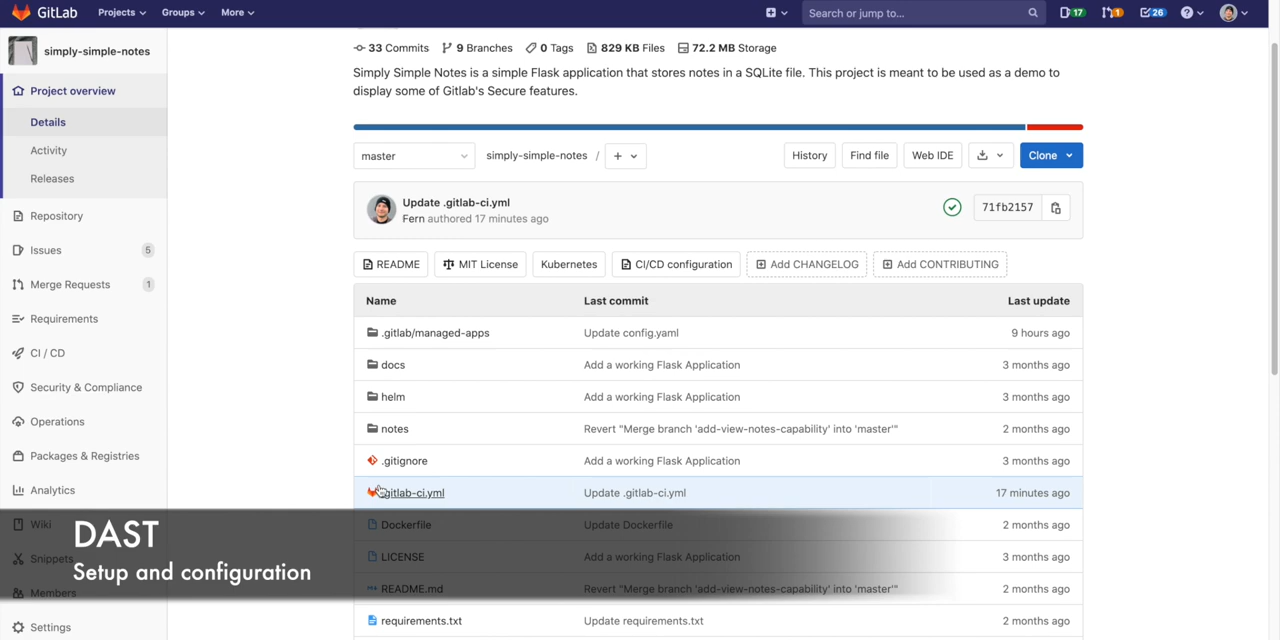 GitLab Projects Groups More Search or jump to... 17 1 26
simply-simple-notes
Project overview
Details
Activity
Releases
Repository
Issues 5
Merge Requests 1
Requirements
CI / CD
Security & Compliance
Operations
Packages & Registries
Analytics
Wiki
Snippets
Members
Settings
33 Commits 9 Branches 0 Tags 829 KB Files 72.2 MB Storage
Simply Simple Notes is a simple Flask application that stores notes in a SQLite file. This project is meant to be used as a demo to
display some of Gitlab's Secure features.
master simply-simple-notes / + History Find file Web IDE Clone
Update .gitlab-ci.yml
Fern authored 17 minutes ago
71fb2157
README MIT License Kubernetes CI/CD configuration Add CHANGELOG Add CONTRIBUTING
Name Last commit Last update
.gitlab/managed-apps Update config.yaml 9 hours ago
docs Add a working Flask Application 3 months ago
helm Add a working Flask Application 3 months ago
notes Revert "Merge branch 'add-view-notes-capability' into 'master'" 2 months ago
.gitignore Add a working Flask Application 3 months ago
.gitlab-ci.yml Update .gitlab-ci.yml 17 minutes ago
Dockerfile Update Dockerfile 2 months ago
LICENSE Add a working Flask Application 3 months ago
README.md Revert "Merge branch 'add-view-notes-capability' into 'master'" 2 months ago
requirements.txt Update requirements.txt 2 months ago
DAST
Setup and configuration